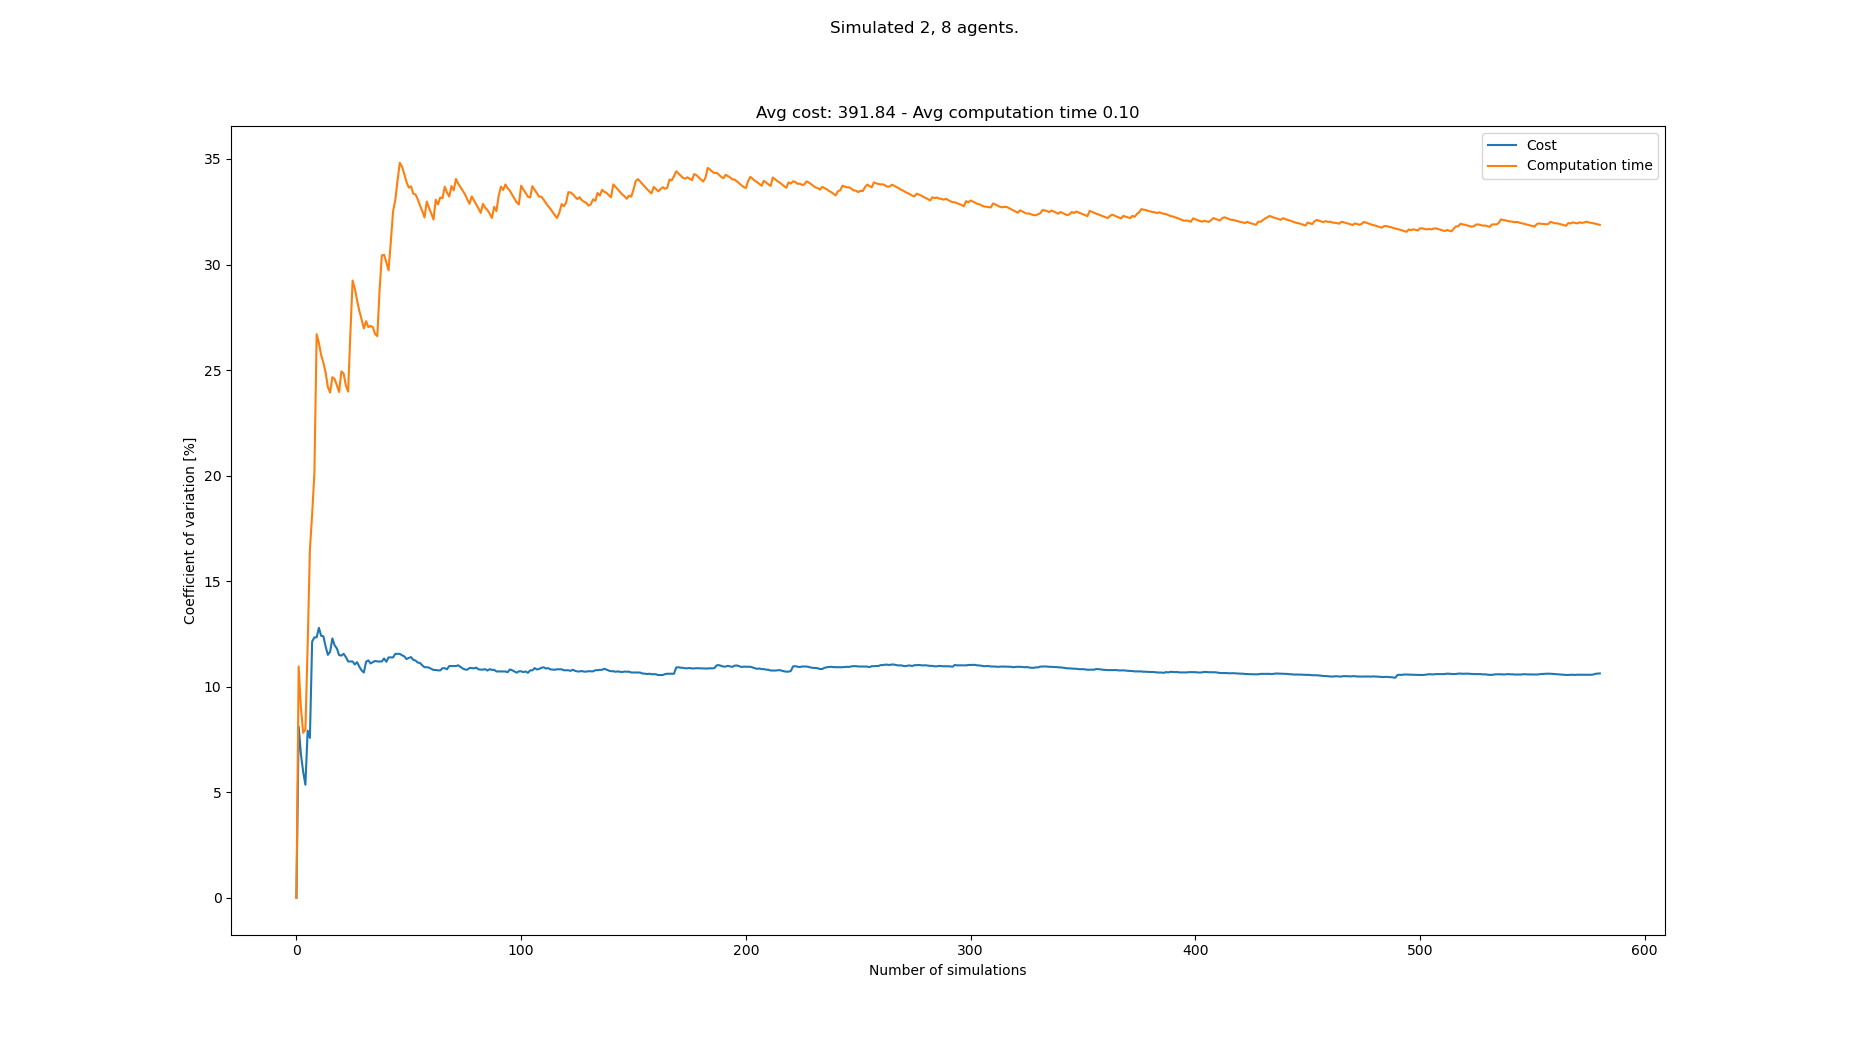 Simulated 2, 8 agents.
Avg cost: 391.84 - Avg computation time 0.10
Cost
Computation time
35
30
25
20
15
10
5
0
Coefficient of variation [%]
0 100 200 300 400 500 600
Number of simulations